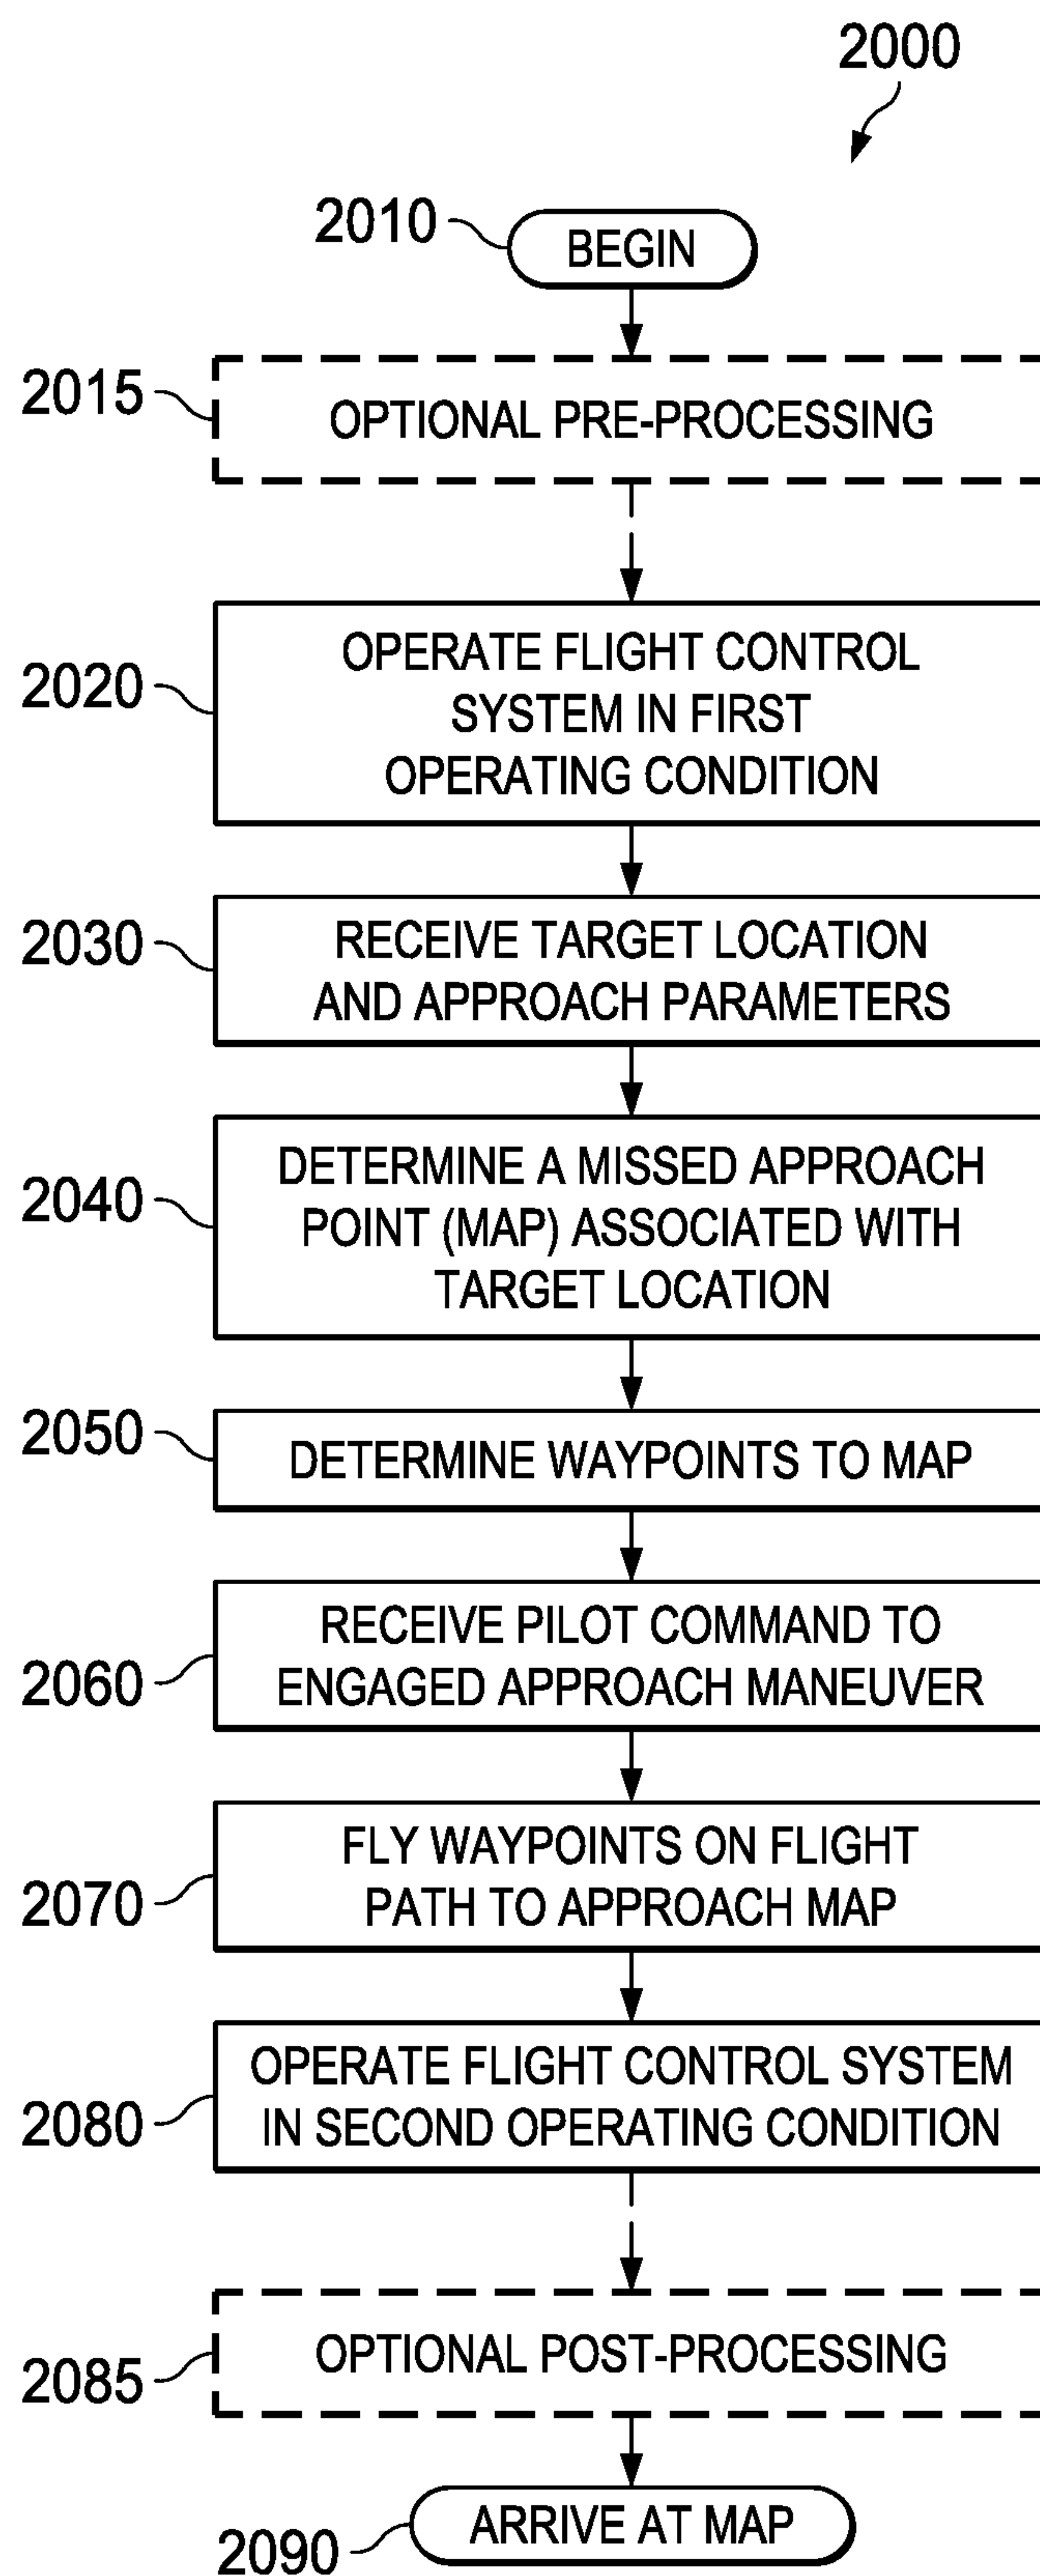 2000
2010
BEGIN
2015
OPTIONAL PRE-PROCESSING
2020
OPERATE FLIGHT CONTROL
SYSTEM IN FIRST
OPERATING CONDITION
2030
RECEIVE TARGET LOCATION
AND APPROACH PARAMETERS
2040
DETERMINE A MISSED APPROACH
POINT (MAP) ASSOCIATED WITH
TARGET LOCATION
2050
DETERMINE WAYPOINTS TO MAP
2060
RECEIVE PILOT COMMAND TO
ENGAGED APPROACH MANEUVER
2070
FLY WAYPOINTS ON FLIGHT
PATH TO APPROACH MAP
2080
OPERATE FLIGHT CONTROL SYSTEM
IN SECOND OPERATING CONDITION
2085
OPTIONAL POST-PROCESSING
2090
ARRIVE AT MAP